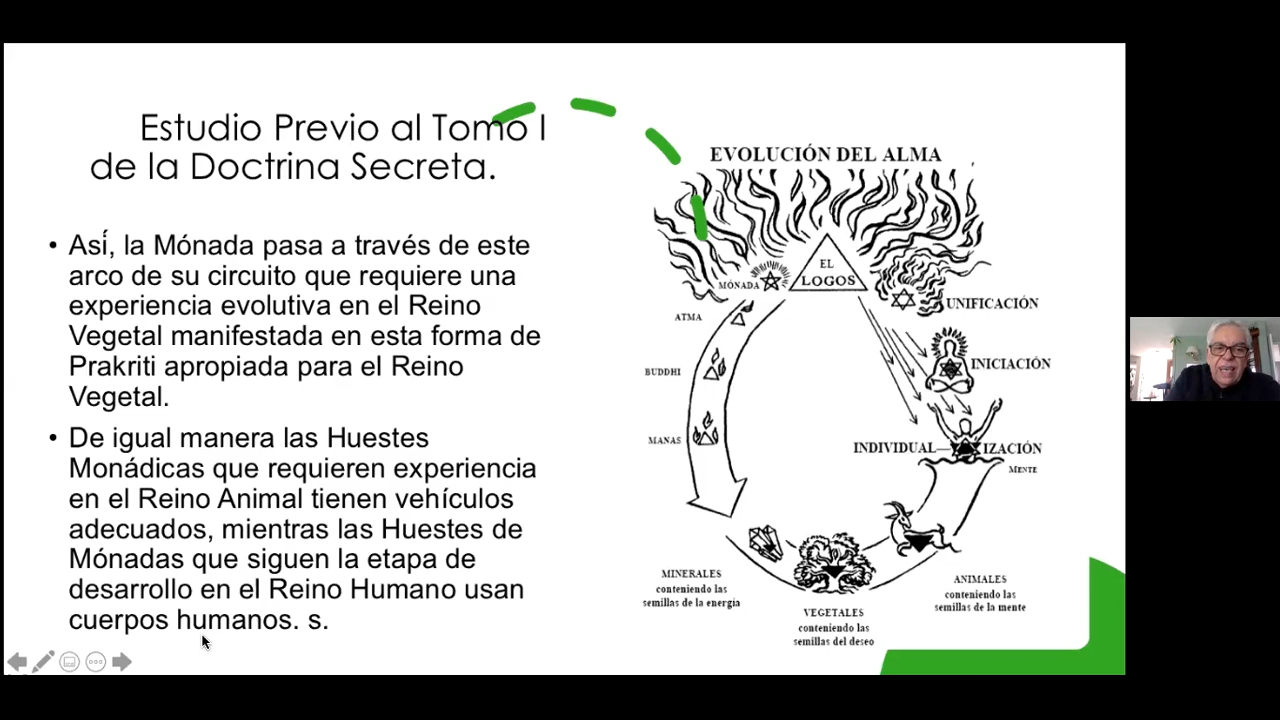 Estudio Previo al Tomo I
de la Doctrina Secreta.
• Así, la Mónada pasa a través de este
arco de su circuito que requiere una
experiencia evolutiva en el Reino
Vegetal manifestada en esta forma de
Prakriti apropiada para el Reino
Vegetal.
• De igual manera las Huestes
Monádicas que requieren experiencia
en el Reino Animal tienen vehículos
adecuados, mientras las Huestes de
Mónadas que siguen la etapa de
desarrollo en el Reino Humano usan
cuerpos humanos. s.
EVOLUCIÓN DEL ALMA
EL
LOGOS
MÓNADA
ATMA
BUDDHI
MANAS
UNIFICACIÓN
INICIACIÓN
INDIVIDUAL—IZACIÓN
MENTE
MINERALES
conteniendo las
semillas de la energía
VEGETALES
conteniendo las
semillas del deseo
ANIMALES
conteniendo las
semillas de la mente